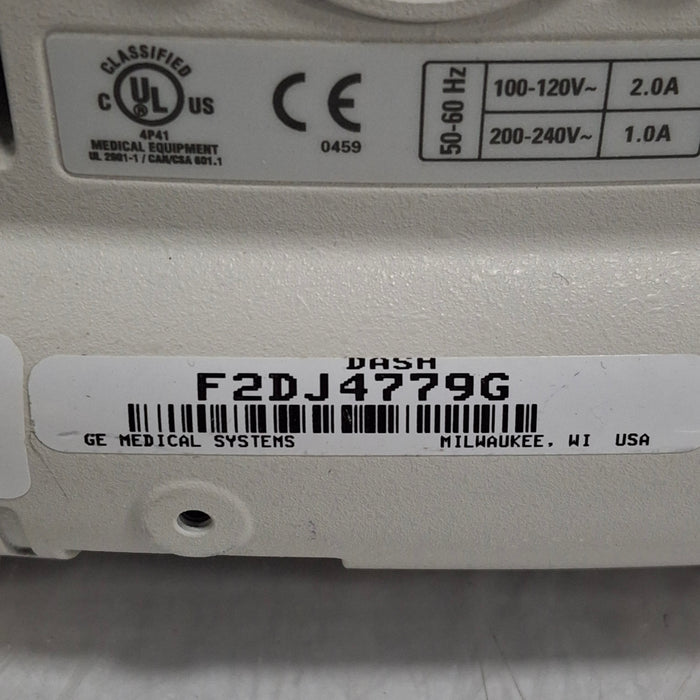 CLASSIFIED
C UL US
®
4P41
MEDICAL EQUIPMENT
UL 2601-1 / CAN/CSA 601.1
CE
0459
50-60 Hz
100-120V~ 2.0A
200-240V~ 1.0A
DASH
F2DJ4779G
GE MEDICAL SYSTEMS MILWAUKEE, WI USA